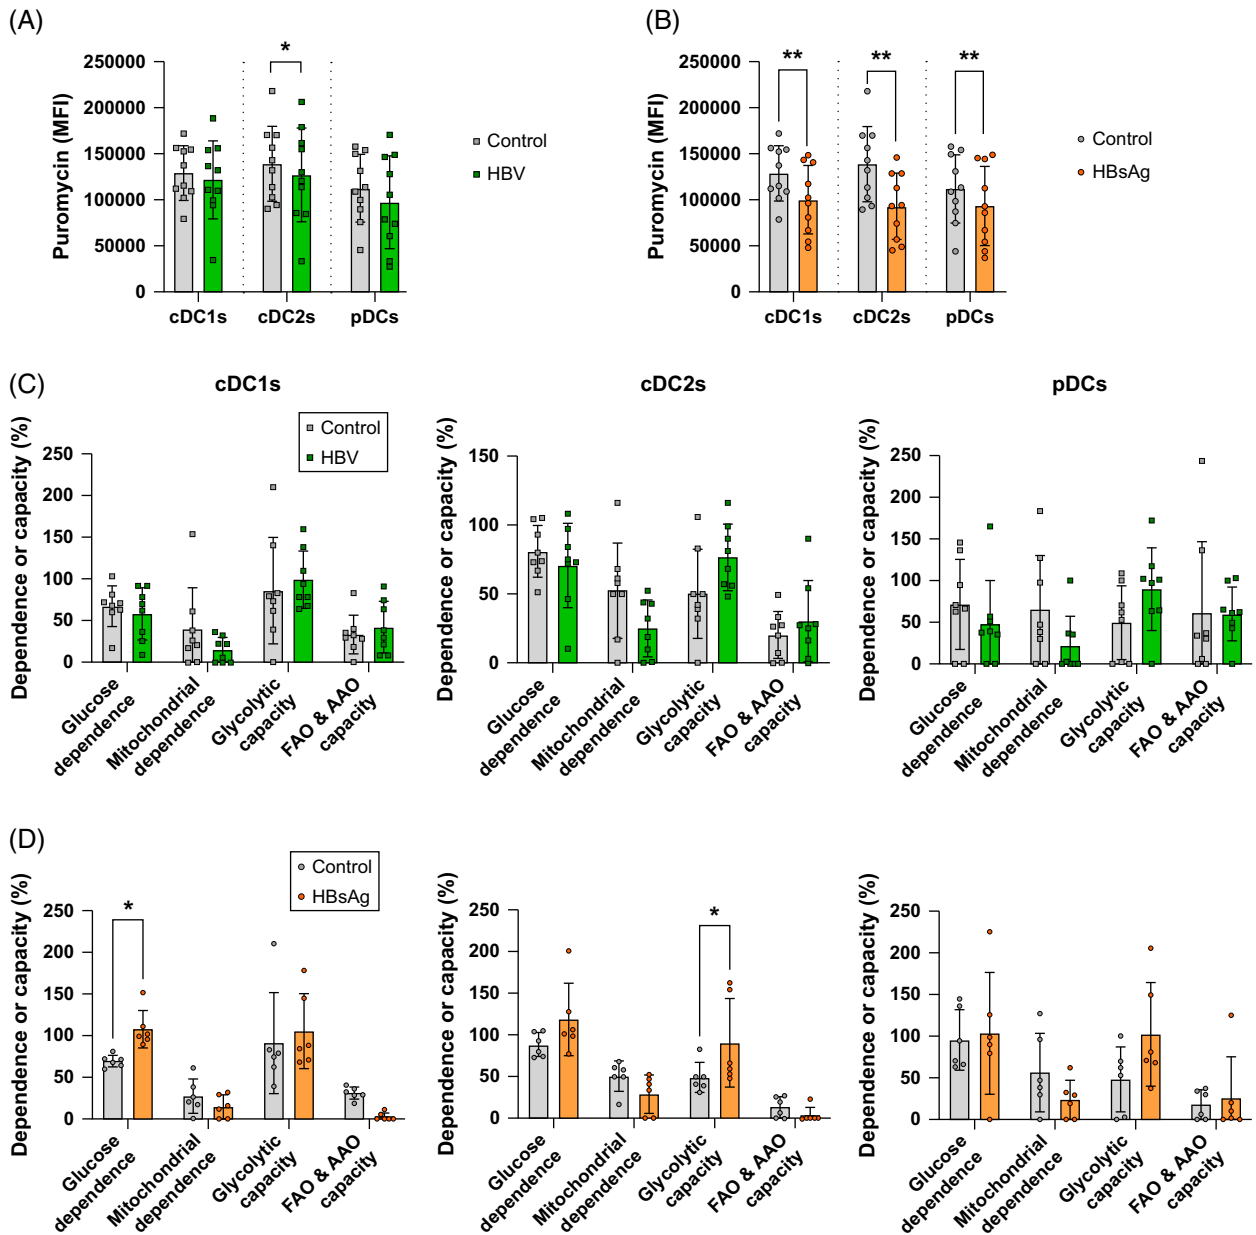 (A)
Puromycin (MFI)
250000
200000
150000
100000
50000
0
*
cDC1s
cDC2s
pDCs
Control
HBV
(B)
Puromycin (MFI)
250000
200000
150000
100000
50000
0
**
**
**
cDC1s
cDC2s
pDCs
Control
HBsAg
(C)
cDC1s
Dependence or capacity (%)
250
200
150
100
50
0
Control
HBV
Glucose
dependence
Mitochondrial
dependence
Glycolytic
capacity
FAO & AAO
capacity
cDC2s
Dependence or capacity (%)
150
100
50
0
Glucose
dependence
Mitochondrial
dependence
Glycolytic
capacity
FAO & AAO
capacity
pDCs
Dependence or capacity (%)
250
200
150
100
50
0
Glucose
dependence
Mitochondrial
dependence
Glycolytic
capacity
FAO & AAO
capacity
(D)
Dependence or capacity (%)
250
200
150
100
50
0
*
Control
HBsAg
Glucose
dependence
Mitochondrial
dependence
Glycolytic
capacity
FAO & AAO
capacity
Dependence or capacity (%)
250
200
150
100
50
0
*
Glucose
dependence
Mitochondrial
dependence
Glycolytic
capacity
FAO & AAO
capacity
Dependence or capacity (%)
250
200
150
100
50
0
Glucose
dependence
Mitochondrial
dependence
Glycolytic
capacity
FAO & AAO
capacity